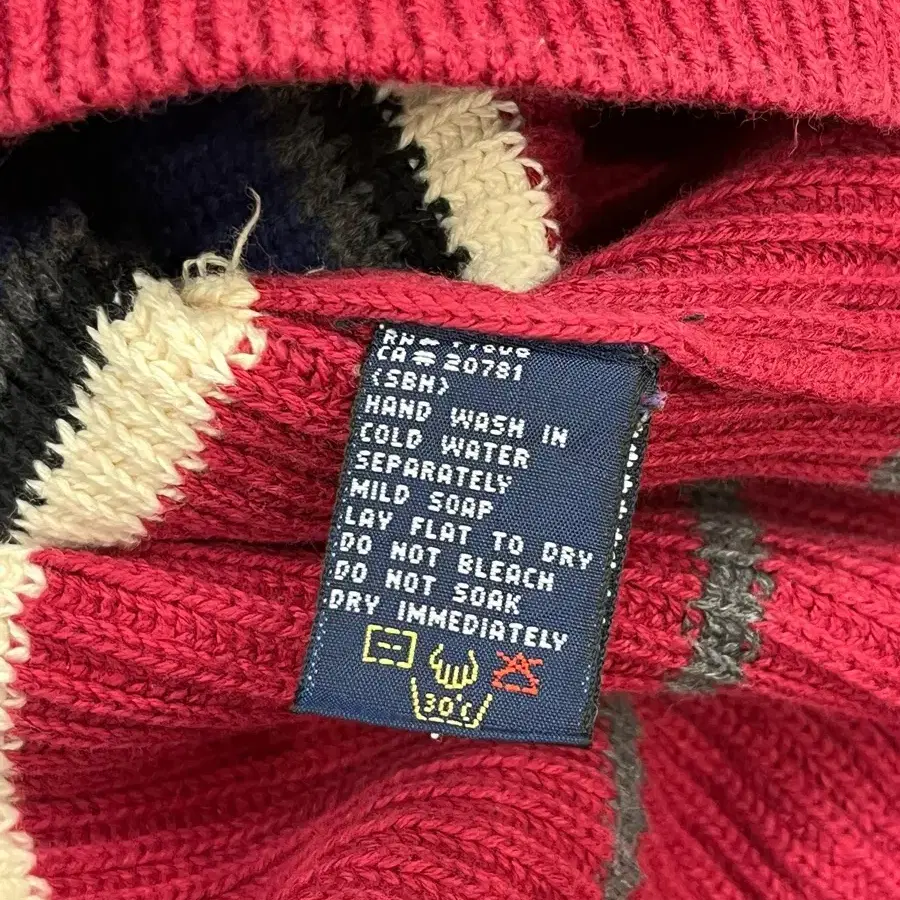 CA# 20781
(SBH)
HAND WASH IN
COLD WATER
SEPARATELY
MILD SOAP
LAY FLAT TO DRY
DO NOT BLEACH
DO NOT SOAK
DRY IMMEDIATELY
30°C